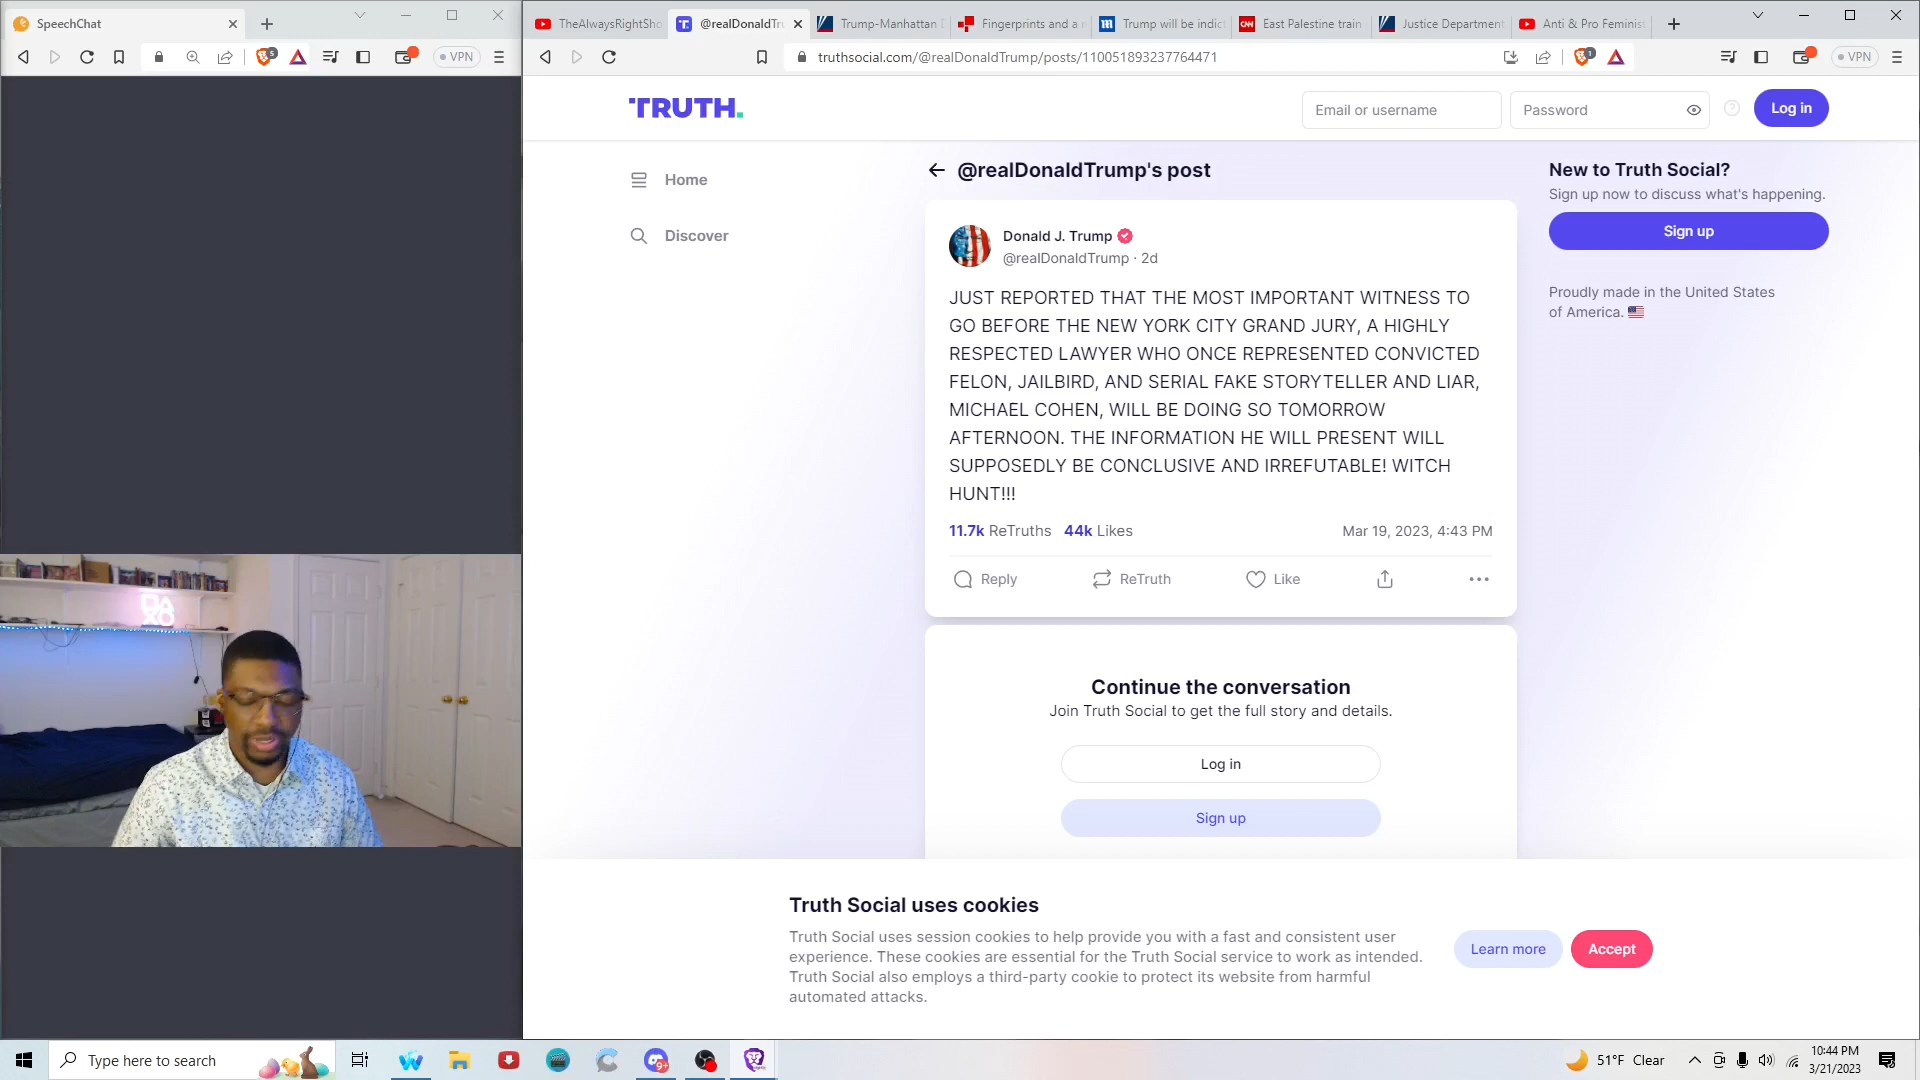 SpeechChat
TheAlwaysRightSho
@realDonaldTru
Trump-Manhattan
Fingerprints and a
Trump will be indict
East Palestine train
Justice Department
Anti & Pro Feminist
VPN
truthsocial.com/@realDonaldTrump/posts/110051893237764471
VPN
TRUTH.
Email or username
Password
Log in
Home
Discover
@realDonaldTrump's post
New to Truth Social?
Sign up now to discuss what's happening.
Sign up
Proudly made in the United States
of America.
Donald J. Trump
@realDonaldTrump · 2d
JUST REPORTED THAT THE MOST IMPORTANT WITNESS TO
GO BEFORE THE NEW YORK CITY GRAND JURY, A HIGHLY
RESPECTED LAWYER WHO ONCE REPRESENTED CONVICTED
FELON, JAILBIRD, AND SERIAL FAKE STORYTELLER AND LIAR,
MICHAEL COHEN, WILL BE DOING SO TOMORROW
AFTERNOON. THE INFORMATION HE WILL PRESENT WILL
SUPPOSEDLY BE CONCLUSIVE AND IRREFUTABLE! WITCH
HUNT!!!
11.7k ReTruths 44k Likes Mar 19, 2023, 4:43 PM
Reply ReTruth Like
Continue the conversation
Join Truth Social to get the full story and details.
Log in
Sign up
Truth Social uses cookies
Truth Social uses session cookies to help provide you with a fast and consistent user
experience. These cookies are essential for the Truth Social service to work as intended.
Truth Social also employs a third-party cookie to protect its website from harmful
automated attacks.
Learn more
Accept
Type here to search
9+
51°F Clear
10:44 PM
3/21/2023